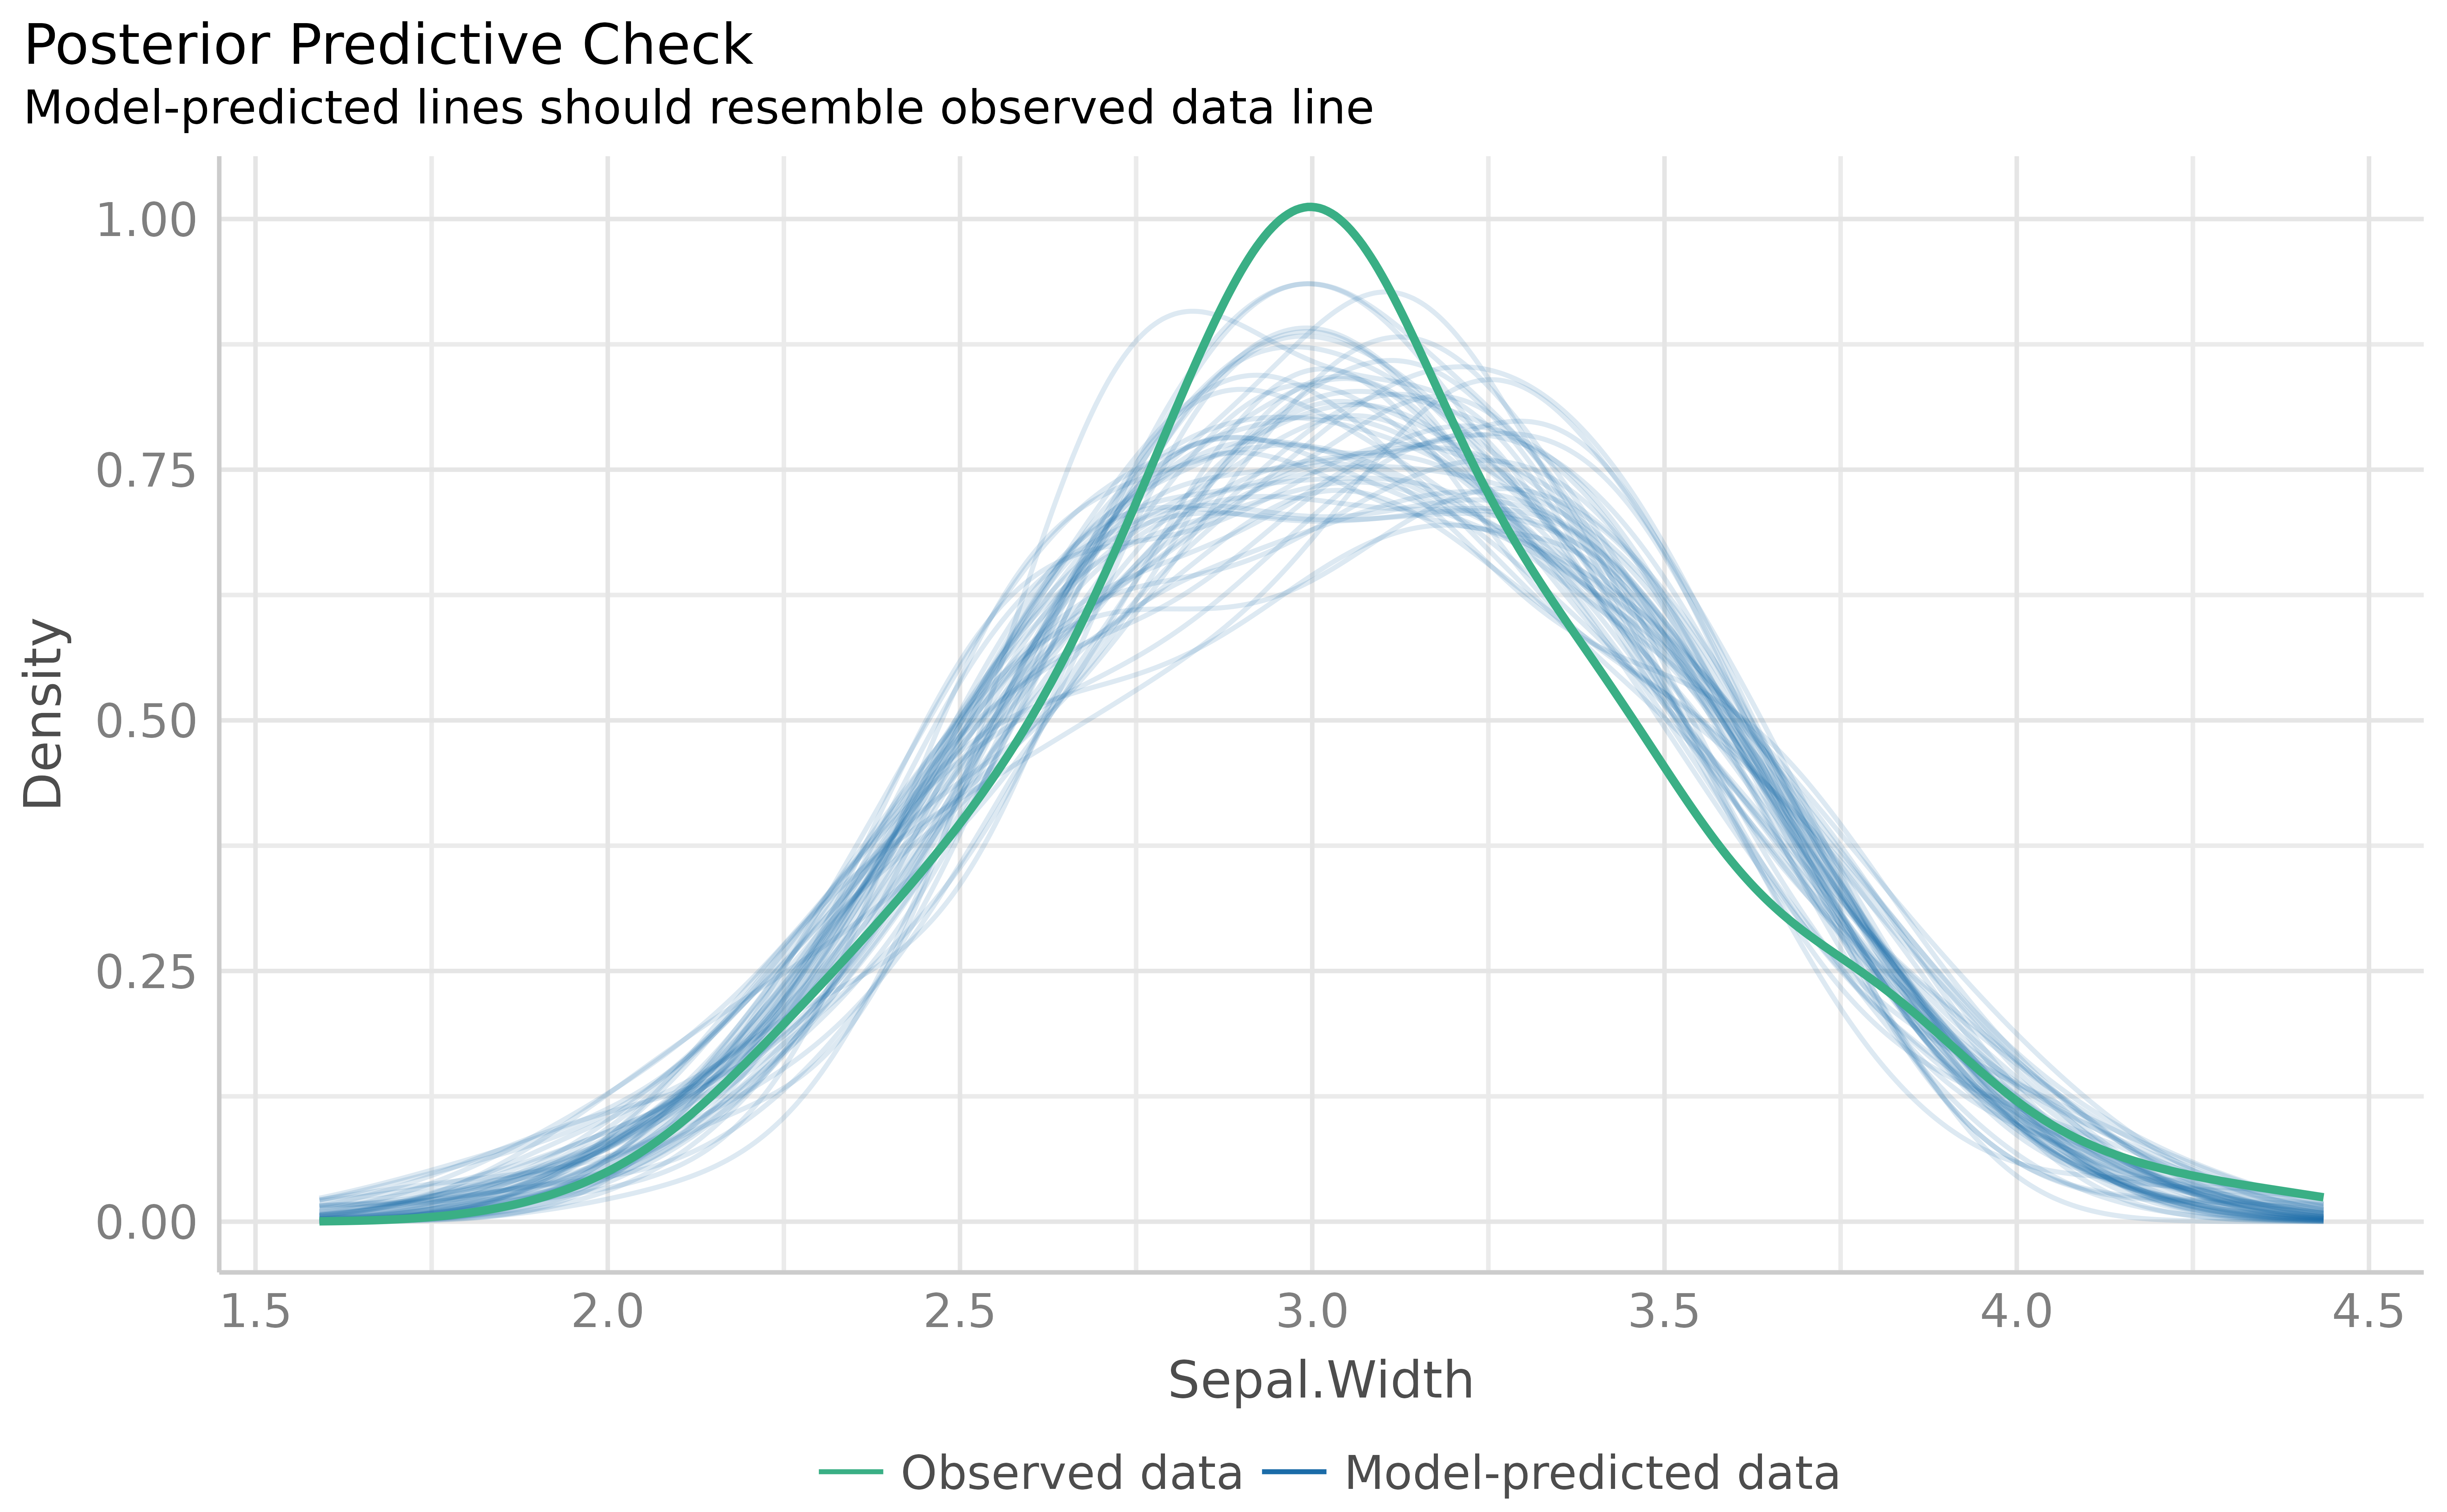 Posterior Predictive Check
Model-predicted lines should resemble observed data line
Density
1.00
0.75
0.50
0.25
0.00
1.5 2.0 2.5 3.0 3.5 4.0 4.5
Sepal.Width
Observed data Model-predicted data